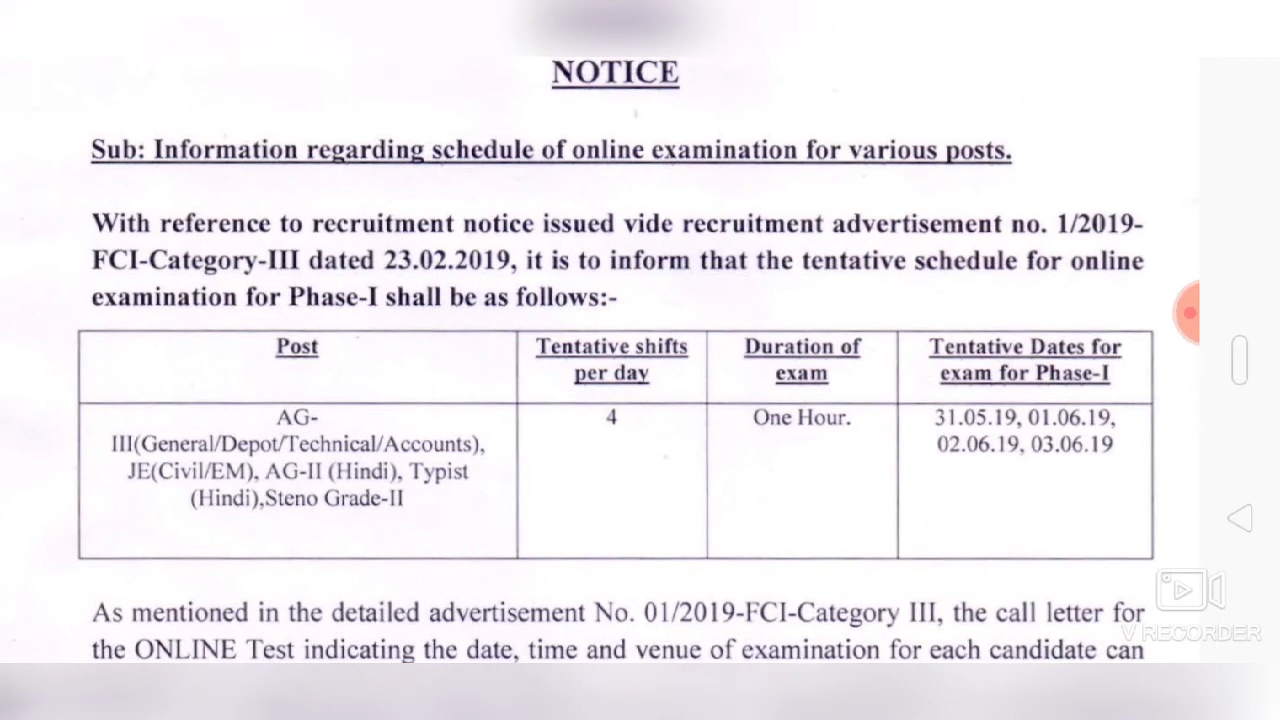 NOTICE
Sub: Information regarding schedule of online examination for various posts.
With reference to recruitment notice issued vide recruitment advertisement no. 1/2019-
FCI-Category-III dated 23.02.2019, it is to inform that the tentative schedule for online
examination for Phase-I shall be as follows:-
Post
Tentative shifts
per day
Duration of
exam
Tentative Dates for
exam for Phase-I
AG-
III(General/Depot/Technical/Accounts),
JE(Civil/EM), AG-II (Hindi), Typist
(Hindi),Steno Grade-II
4
One Hour.
31.05.19, 01.06.19,
02.06.19, 03.06.19
As mentioned in the detailed advertisement No. 01/2019-FCI-Category III, the call letter for
the ONLINE Test indicating the date, time and venue of examination for each candidate can
V RECORDER